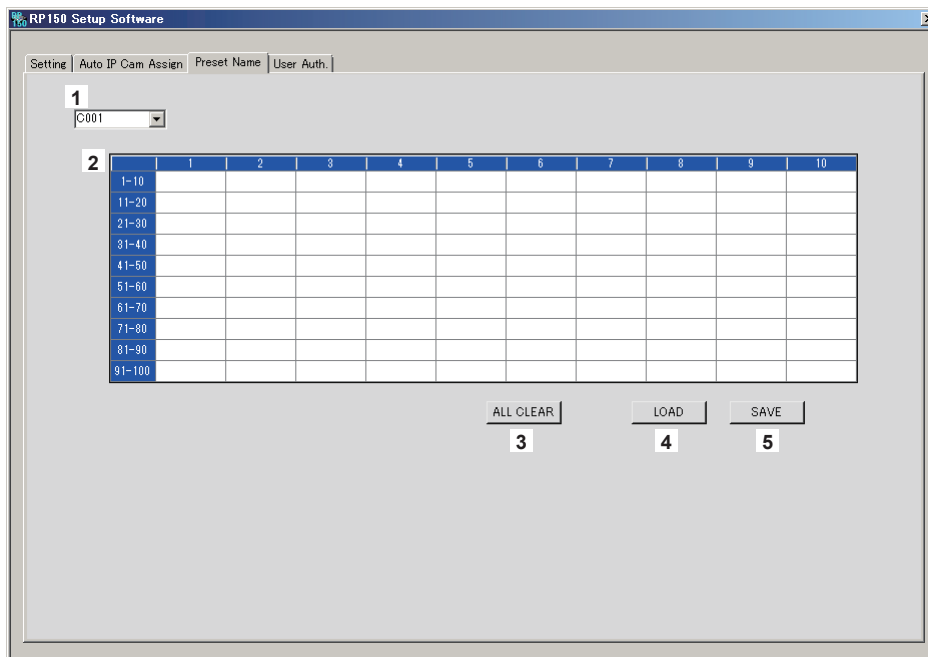 RP150 Setup Software
Setting Auto IP Cam Assign Preset Name User Auth.
1
C001
2
1 2 3 4 5 6 7 8 9 10
1-10
11-20
21-30
31-40
41-50
51-60
61-70
71-80
81-90
91-100
ALL CLEAR LOAD SAVE
3 4 5